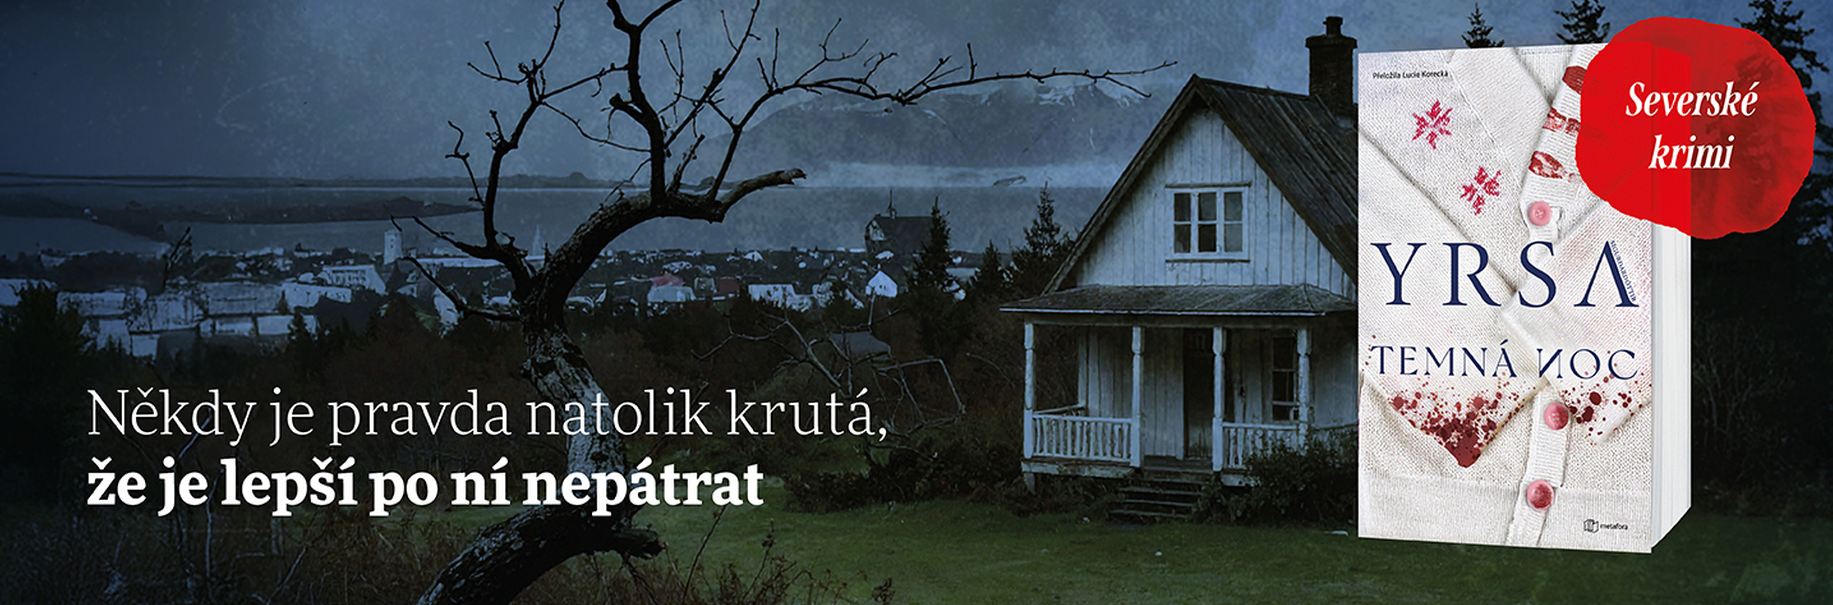 Někdy je pravda natolik krutá,
že je lepší po ní nepátrat
Přeložila Lucie Korecká
YRSA
TEMNÁ NOC
metafora
Severské
krimi